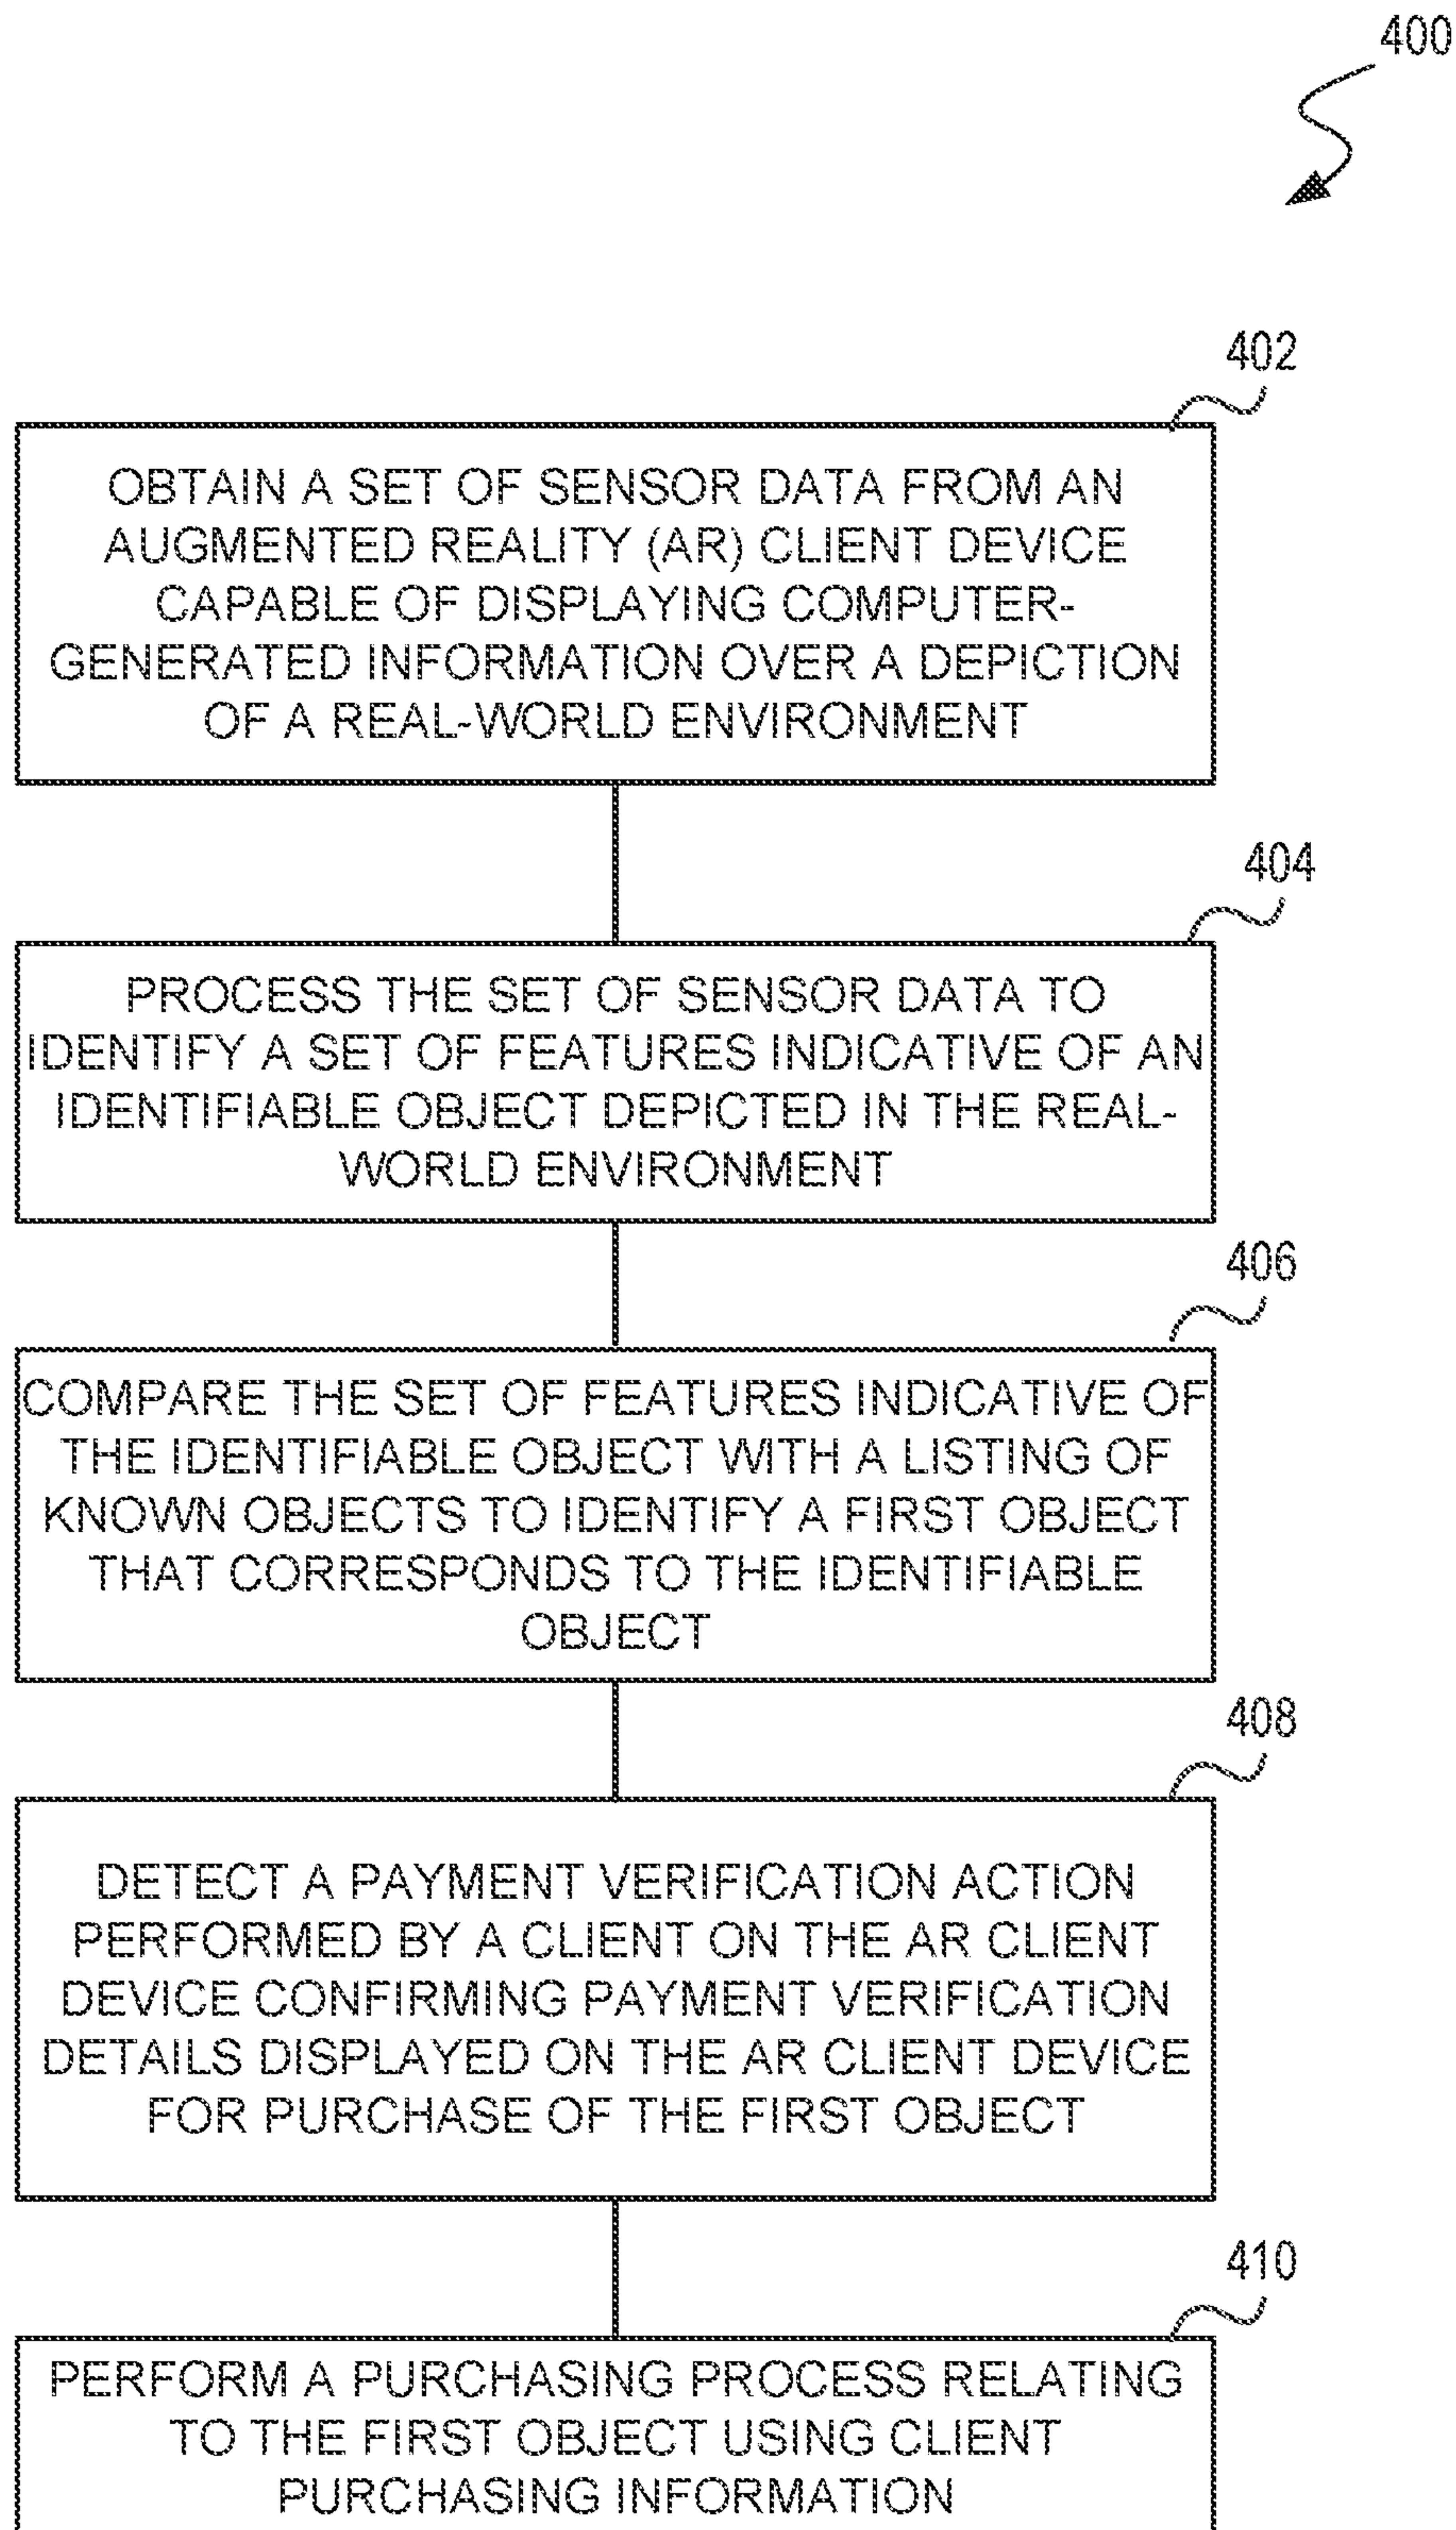 400
402
OBTAIN A SET OF SENSOR DATA FROM AN
AUGMENTED REALITY (AR) CLIENT DEVICE
CAPABLE OF DISPLAYING COMPUTER-
GENERATED INFORMATION OVER A DEPICTION
OF A REAL-WORLD ENVIRONMENT
404
PROCESS THE SET OF SENSOR DATA TO
IDENTIFY A SET OF FEATURES INDICATIVE OF AN
IDENTIFIABLE OBJECT DEPICTED IN THE REAL-
WORLD ENVIRONMENT
406
COMPARE THE SET OF FEATURES INDICATIVE OF
THE IDENTIFIABLE OBJECT WITH A LISTING OF
KNOWN OBJECTS TO IDENTIFY A FIRST OBJECT
THAT CORRESPONDS TO THE IDENTIFIABLE
OBJECT
408
DETECT A PAYMENT VERIFICATION ACTION
PERFORMED BY A CLIENT ON THE AR CLIENT
DEVICE CONFIRMING PAYMENT VERIFICATION
DETAILS DISPLAYED ON THE AR CLIENT DEVICE
FOR PURCHASE OF THE FIRST OBJECT
410
PERFORM A PURCHASING PROCESS RELATING
TO THE FIRST OBJECT USING CLIENT
PURCHASING INFORMATION